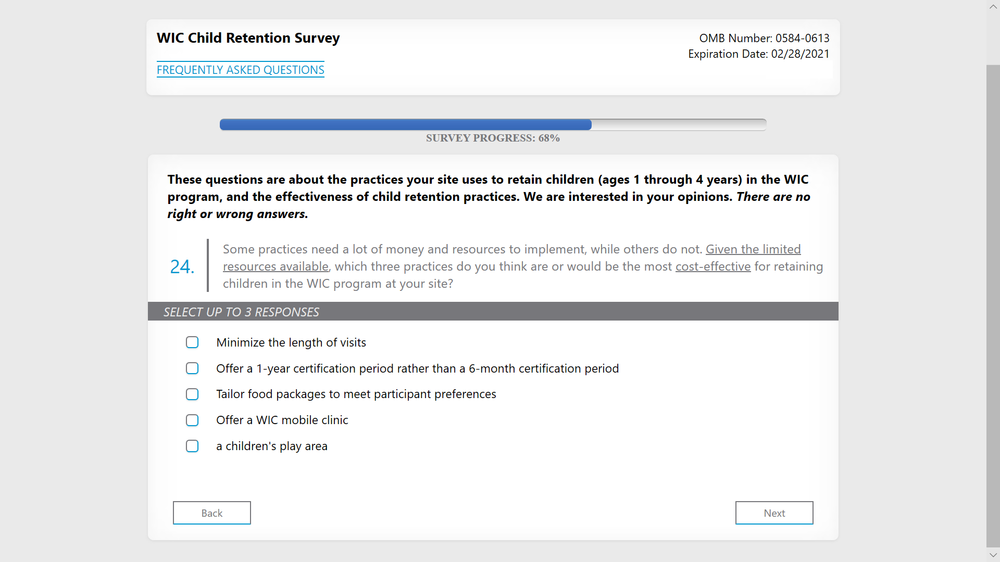 WIC Child Retention Survey
OMB Number: 0584-0613
Expiration Date: 02/28/2021
FREQUENTLY ASKED QUESTIONS
SURVEY PROGRESS: 68%
These questions are about the practices your site uses to retain children (ages 1 through 4 years) in the WIC
program, and the effectiveness of child retention practices. We are interested in your opinions. There are no
right or wrong answers.
24.
Some practices need a lot of money and resources to implement, while others do not. Given the limited
resources available, which three practices do you think are or would be the most cost-effective for retaining
children in the WIC program at your site?
SELECT UP TO 3 RESPONSES
Minimize the length of visits
Offer a 1-year certification period rather than a 6-month certification period
Tailor food packages to meet participant preferences
Offer a WIC mobile clinic
a children's play area
Back
Next